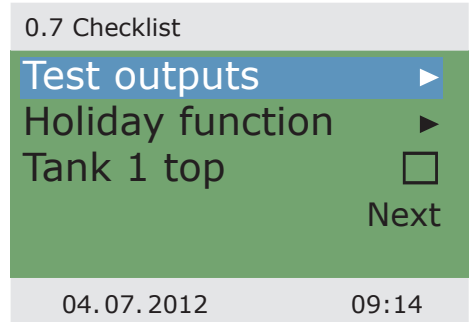 0.7 Checklist
Test outputs
Holiday function
Tank 1 top
Next
04.07.2012 09:14